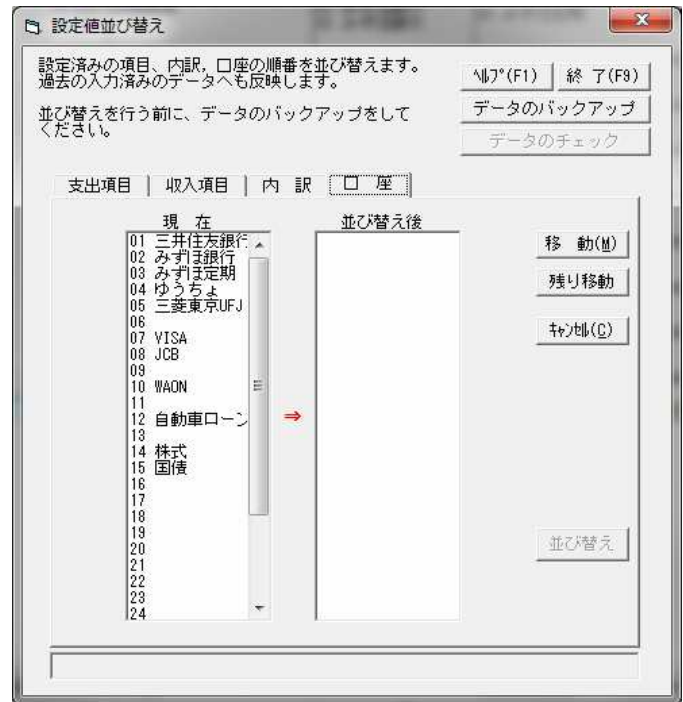 設定値並び替え
設定済みの項目、内訳，口座の順番を並び替えます。
過去の入力済みのデータへも反映します。
並び替えを行う前に、データのバックアップをして
ください。
ﾍﾙﾌﾟ(F1)
終 了(F9)
データのバックアップ
データのチェック
支出項目
収入項目
内 訳
口 座
現 在
01 三井住友銀行
02 みずほ銀行
03 みずほ定期
04 ゆうちょ
05 三菱東京UFJ
06
07 VISA
08 JCB
09
10 WAON
11
12 自動車ローン
13
14 株式
15 国債
16
17
18
19
20
21
22
23
24
⇒
並び替え後
移 動(M)
残り移動
ｷｬﾝｾﾙ(C)
並び替え